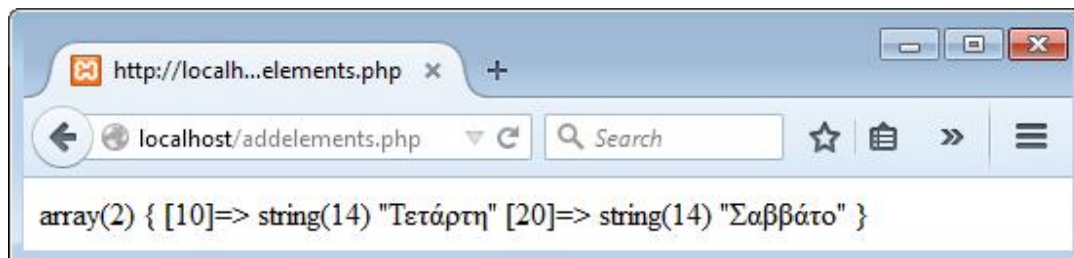 http://localh...elements.php
localhost/addelements.php Search
array(2) { [10]=> string(14) "Τετάρτη" [20]=> string(14) "Σαββάτο" }